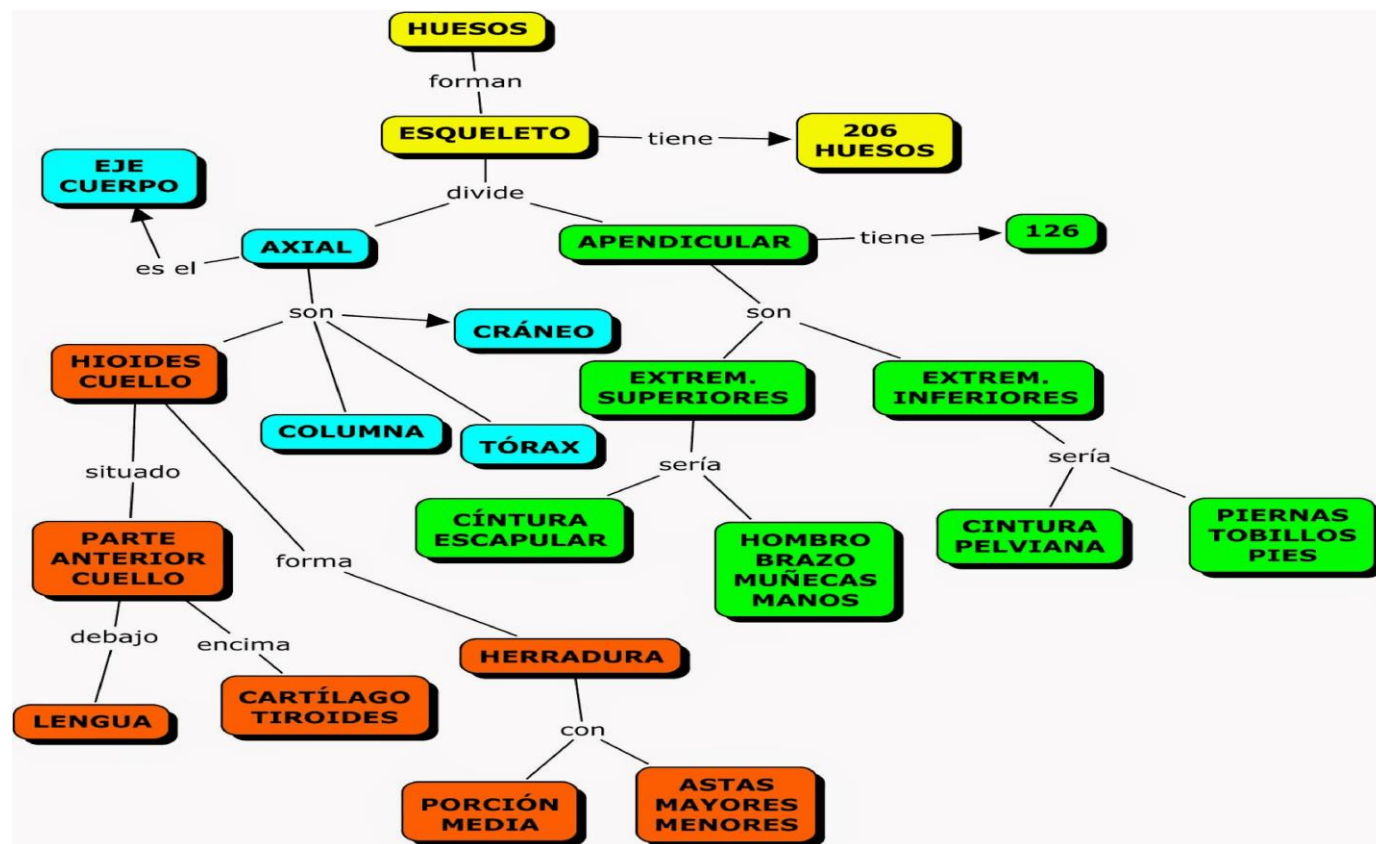 HUESOS
forman
ESQUELETO
tiene
206
HUESOS
EJE
CUERPO
divide
AXIAL
es el
APENDICULAR
tiene
126
son
CRÁNEO
son
HIOIDES
CUELLO
COLUMNA
TÓRAX
EXTREM.
SUPERIORES
EXTREM.
INFERIORES
situado
sería
sería
PARTE
ANTERIOR
CUELLO
forma
CÍNTURA
ESCAPULAR
HOMBRO
BRAZO
MUÑECAS
MANOS
CINTURA
PELVIANA
PIERNAS
TOBILLOS
PIES
debajo
encima
HERRADURA
LENGUA
CARTÍLAGO
TIROIDES
con
PORCIÓN
MEDIA
ASTAS
MAYORES
MENORES